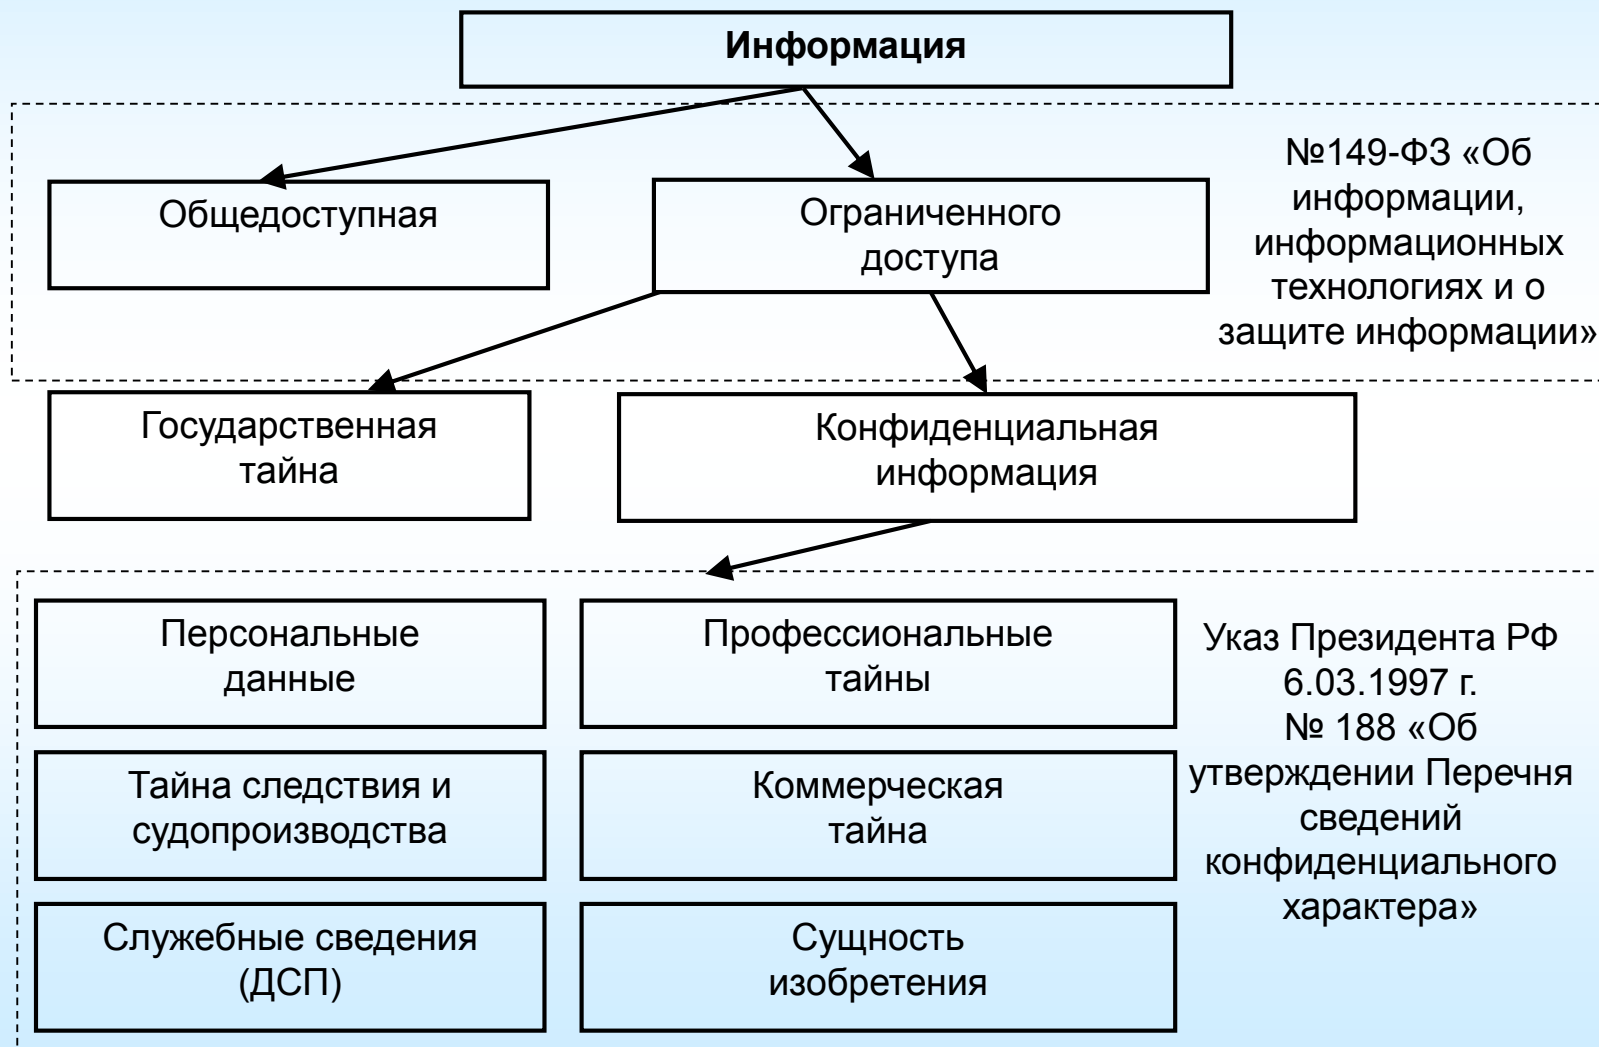 Информация
Общедоступная
Ограниченного
доступа
№149-ФЗ «Об
информации,
информационных
технологиях и о
защите информации»
Государственная
тайна
Конфиденциальная
информация
Персональные
данные
Профессиональные
тайны
Тайна следствия и
судопроизводства
Коммерческая
тайна
Служебные сведения
(ДСП)
Сущность
изобретения
Указ Президента РФ
6.03.1997 г.
№ 188 «Об
утверждении Перечня
сведений
конфиденциального
характера»